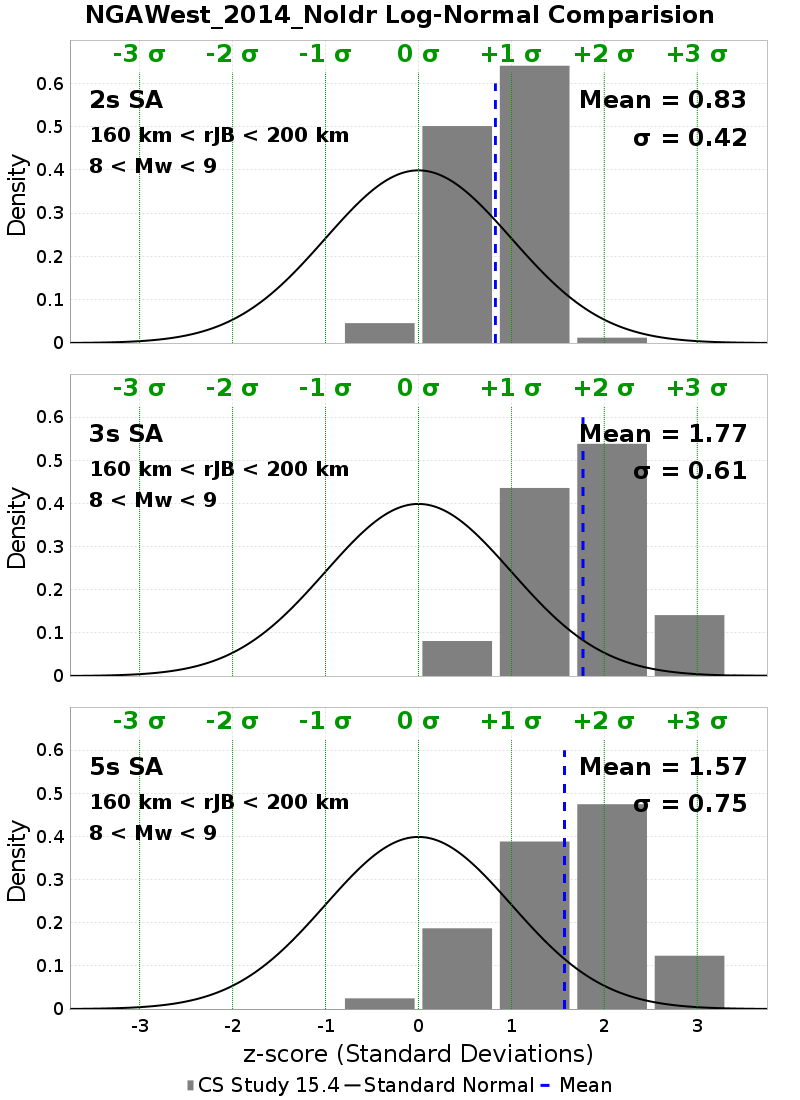 NGAWest_2014_NoIdr Log-Normal Comparision
-3 σ -2 σ -1 σ 0 σ +1 σ +2 σ +3 σ
2s SA
160 km < rJB < 200 km
8 < Mw < 9
Mean = 0.83
σ = 0.42
Density
0.6
0.5
0.4
0.3
0.2
0.1
0
-3 σ -2 σ -1 σ 0 σ +1 σ +2 σ +3 σ
3s SA
160 km < rJB < 200 km
8 < Mw < 9
Mean = 1.77
σ = 0.61
Density
0.6
0.5
0.4
0.3
0.2
0.1
0
-3 σ -2 σ -1 σ 0 σ +1 σ +2 σ +3 σ
5s SA
160 km < rJB < 200 km
8 < Mw < 9
Mean = 1.57
σ = 0.75
Density
0.6
0.5
0.4
0.3
0.2
0.1
0
-3 -2 -1 0 1 2 3
z-score (Standard Deviations)
CS Study 15.4 Standard Normal Mean